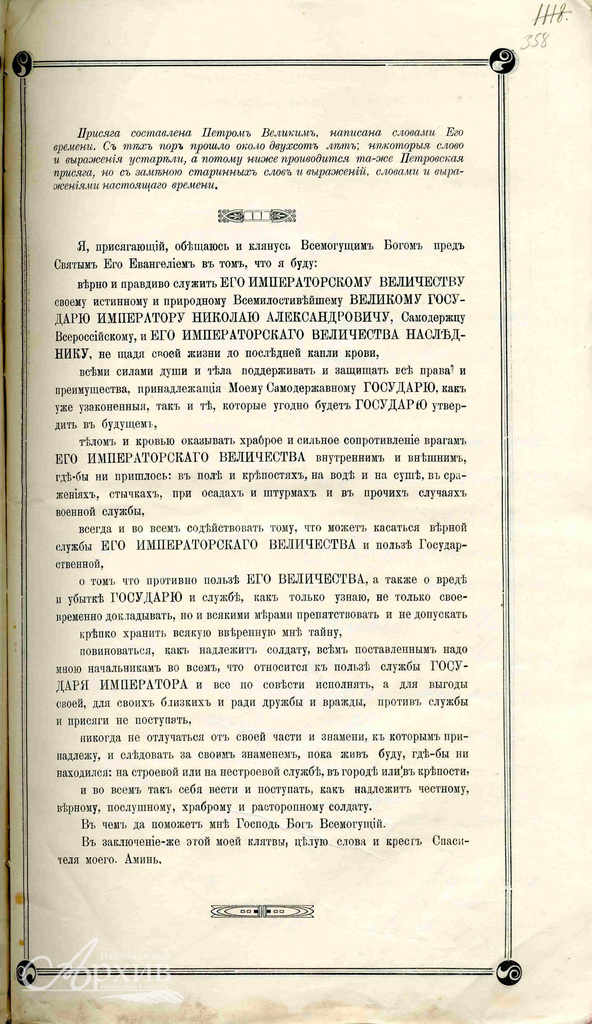 1118.
358
Присяга составлена Петромъ Великимъ, написана словами Его
времени. Съ тѣхъ поръ прошло около двухсотъ лѣтъ; нѣкоторыя слово
и выраженія устарѣли, а потому ниже проиводится та-же Петровская
присяга, но съ замѣною старинныхъ словъ и выраженій, словами и выра-
женіями настоящаго времени.
Я, присягающій, обѣщаюсь и клянусь Всемогущимъ Богомъ предъ
Святымъ Его Евангеліемъ въ томъ, что я буду:
вѣрно и правдиво служить ЕГО ИМПЕРАТОРСКОМУ ВЕЛИЧЕСТВУ
своему истинному и природному Всемилостивѣйшему ВЕЛИКОМУ ГОСУ-
ДАРЮ ИМПЕРАТОРУ НИКОЛАЮ АЛЕКСАНДРОВИЧУ, Самодержцу
Всероссійскому, и ЕГО ИМПЕРАТОРСКАГО ВЕЛИЧЕСТВА НАСЛѢД-
НИКУ, не щадя своей жизни до послѣдней капли крови,
всѣми силами души и тѣла поддерживать и защищать всѣ права и
преимущества, принадлежащія Моему Самодержавному ГОСУДАРЮ, какъ
уже узаконенныя, такъ и тѣ, которые угодно будетъ ГОСУДАРЮ утвер-
дить въ будущемъ,
тѣломъ и кровью оказывать храброе и сильное сопротивленіе врагамъ
ЕГО ИМПЕРАТОРСКАГО ВЕЛИЧЕСТВА внутреннимъ и внѣшнимъ,
гдѣ-бы ни пришлось: въ полѣ и крѣпостяхъ, на водѣ и на сушѣ, въ сра-
женіяхъ, стычкахъ, при осадахъ и штурмахъ и въ прочихъ случаяхъ
военной службы,
всегда и во всемъ содѣйствовать тому, что можетъ касаться вѣрной
службы ЕГО ИМПЕРАТОРСКАГО ВЕЛИЧЕСТВА и пользѣ Государ-
ственной,
о томъ что противно пользѣ ЕГО ВЕЛИЧЕСТВА, а также о вредѣ
и убыткѣ ГОСУДАРЮ и службѣ, какъ только узнаю, не только свое-
временно докладывать, но и всякими мѣрами препятствовать и не допускать
крѣпко хранить всякую ввѣренную мнѣ тайну,
повиноваться, какъ надлежитъ солдату, всѣмъ поставленнымъ надо
мною начальникамъ во всемъ, что относится къ пользѣ службы ГОСУ-
ДАРЯ ИМПЕРАТОРА и все по совѣсти исполнять, а для выгоды
своей, для своихъ близкихъ и ради дружбы и вражды, противъ службы
и присяги не поступать,
никогда не отлучаться отъ своей части и знамени, къ которымъ при-
надлежу, и слѣдовать за своимъ знаменемъ, пока живъ буду, гдѣ-бы ни
находился: на строевой или на нестроевой службѣ, въ городѣ или въ крѣпости,
и во всемъ такъ себя вести и поступать, какъ надлежитъ честному,
вѣрному, послушному, храброму и расторопному солдату.
Въ чемъ да поможетъ мнѣ Господь Богъ Всемогущій.
Въ заключеніе-же этой моей клятвы, цѣлую слова и крестъ Спаси-
теля моего. Аминь.
Национальный
Архив